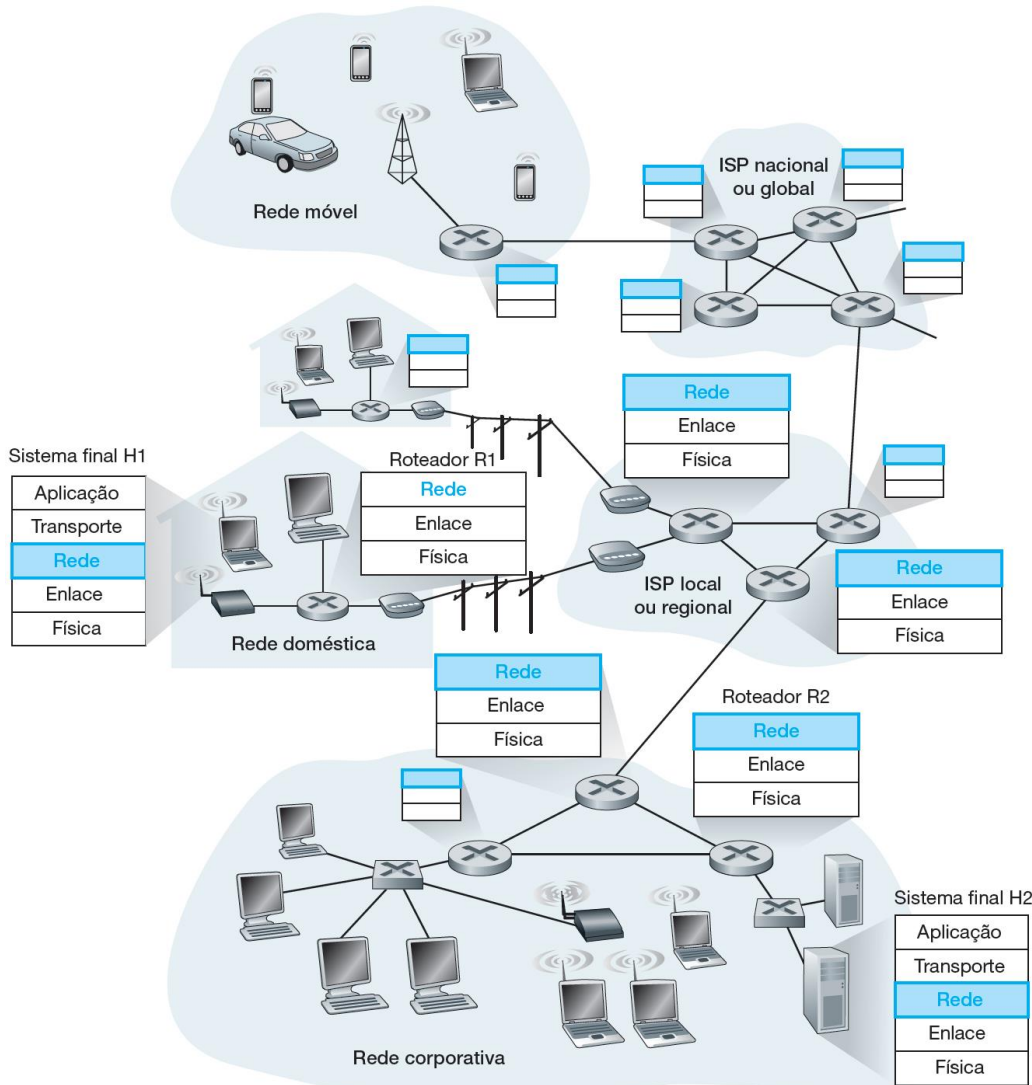 Rede móvel
ISP nacional
ou global
Sistema final H1
Aplicação
Transporte
Rede
Enlace
Física
Roteador R1
Rede
Enlace
Física
Rede
Enlace
Física
Rede doméstica
ISP local
ou regional
Rede
Enlace
Física
Rede
Enlace
Física
Roteador R2
Rede
Enlace
Física
Sistema final H2
Aplicação
Transporte
Rede
Enlace
Física
Rede corporativa